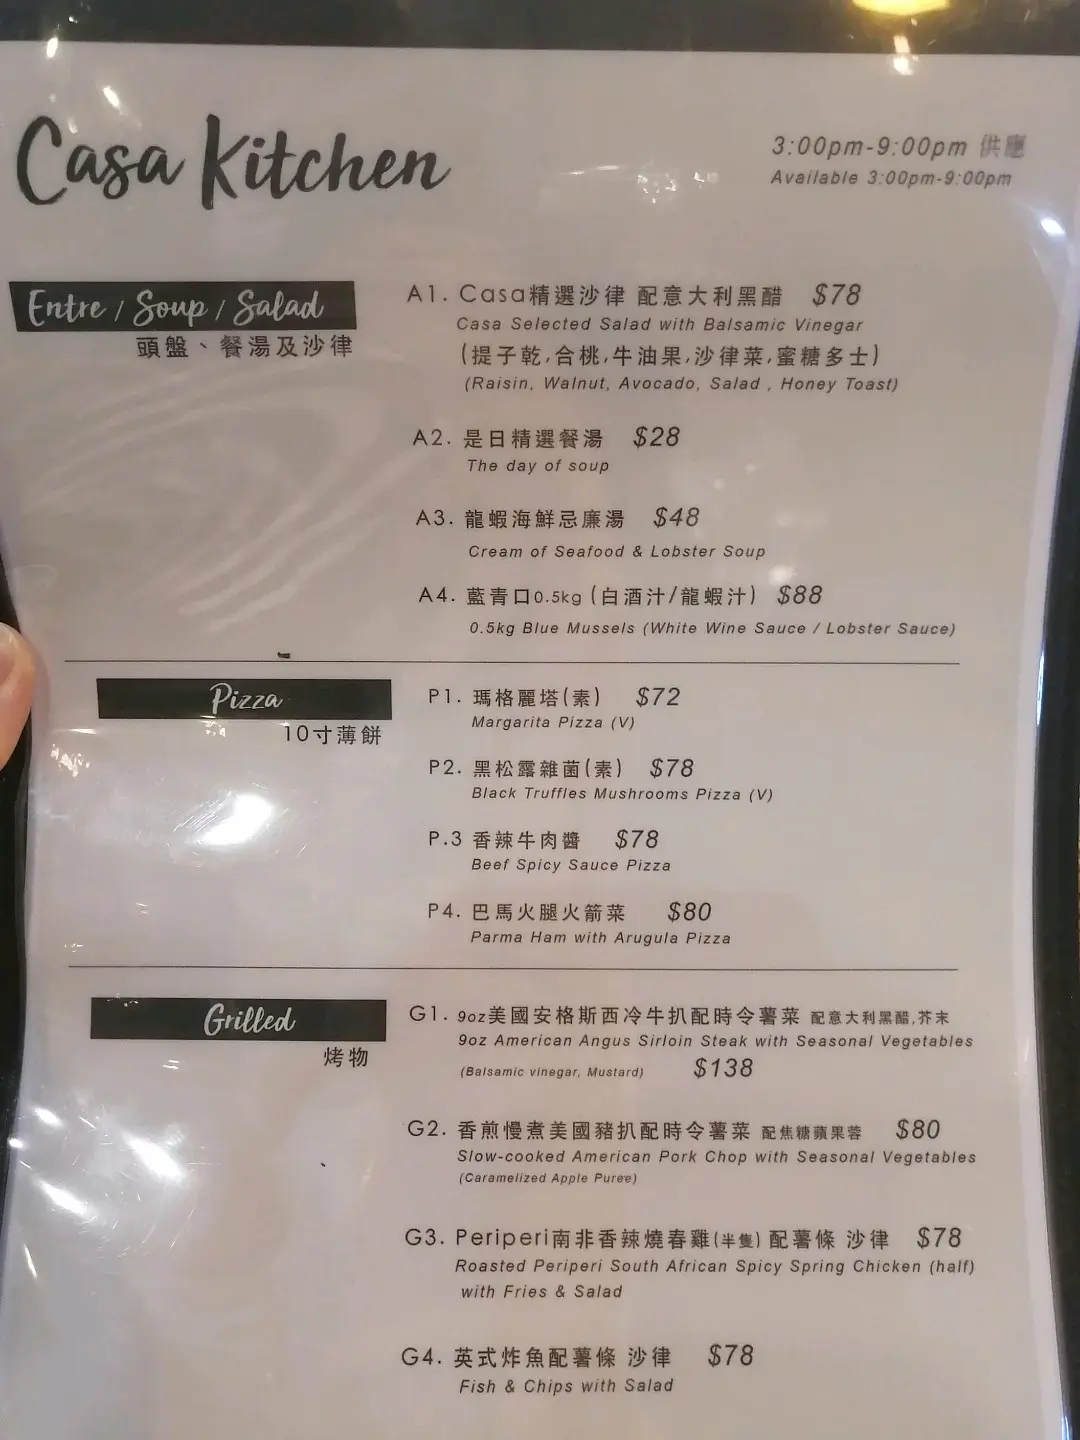 Casa Kitchen
3:00pm-9:00pm 供應
Available 3:00pm-9:00pm
Entre / Soup / Salad
頭盤、餐湯及沙律
A1. Casa精選沙律 配意大利黑醋 $78
Casa Selected Salad with Balsamic Vinegar
(提子乾,合桃,牛油果,沙律菜,蜜糖多士)
(Raisin, Walnut, Avocado, Salad , Honey Toast)
A2. 是日精選餐湯 $28
The day of soup
A3. 龍蝦海鮮忌廉湯 $48
Cream of Seafood & Lobster Soup
A4. 藍青口0.5kg (白酒汁/龍蝦汁) $88
0.5kg Blue Mussels (White Wine Sauce / Lobster Sauce)
Pizza
10寸薄餅
P1. 瑪格麗塔(素) $72
Margarita Pizza (V)
P2. 黑松露雜菌(素) $78
Black Truffles Mushrooms Pizza (V)
P.3 香辣牛肉醬 $78
Beef Spicy Sauce Pizza
P4. 巴馬火腿火箭菜 $80
Parma Ham with Arugula Pizza
Grilled
烤物
G1. 9oz美國安格斯西冷牛扒配時令薯菜 配意大利黑醋,芥末
9oz American Angus Sirloin Steak with Seasonal Vegetables
(Balsamic vinegar, Mustard) $138
G2. 香煎慢煮美國豬扒配時令薯菜 配焦糖蘋果蓉 $80
Slow-cooked American Pork Chop with Seasonal Vegetables
(Caramelized Apple Puree)
G3. Periperi南非香辣燒春雞(半隻) 配薯條 沙律 $78
Roasted Periperi South African Spicy Spring Chicken (half)
with Fries & Salad
G4. 英式炸魚配薯條 沙律 $78
Fish & Chips with Salad